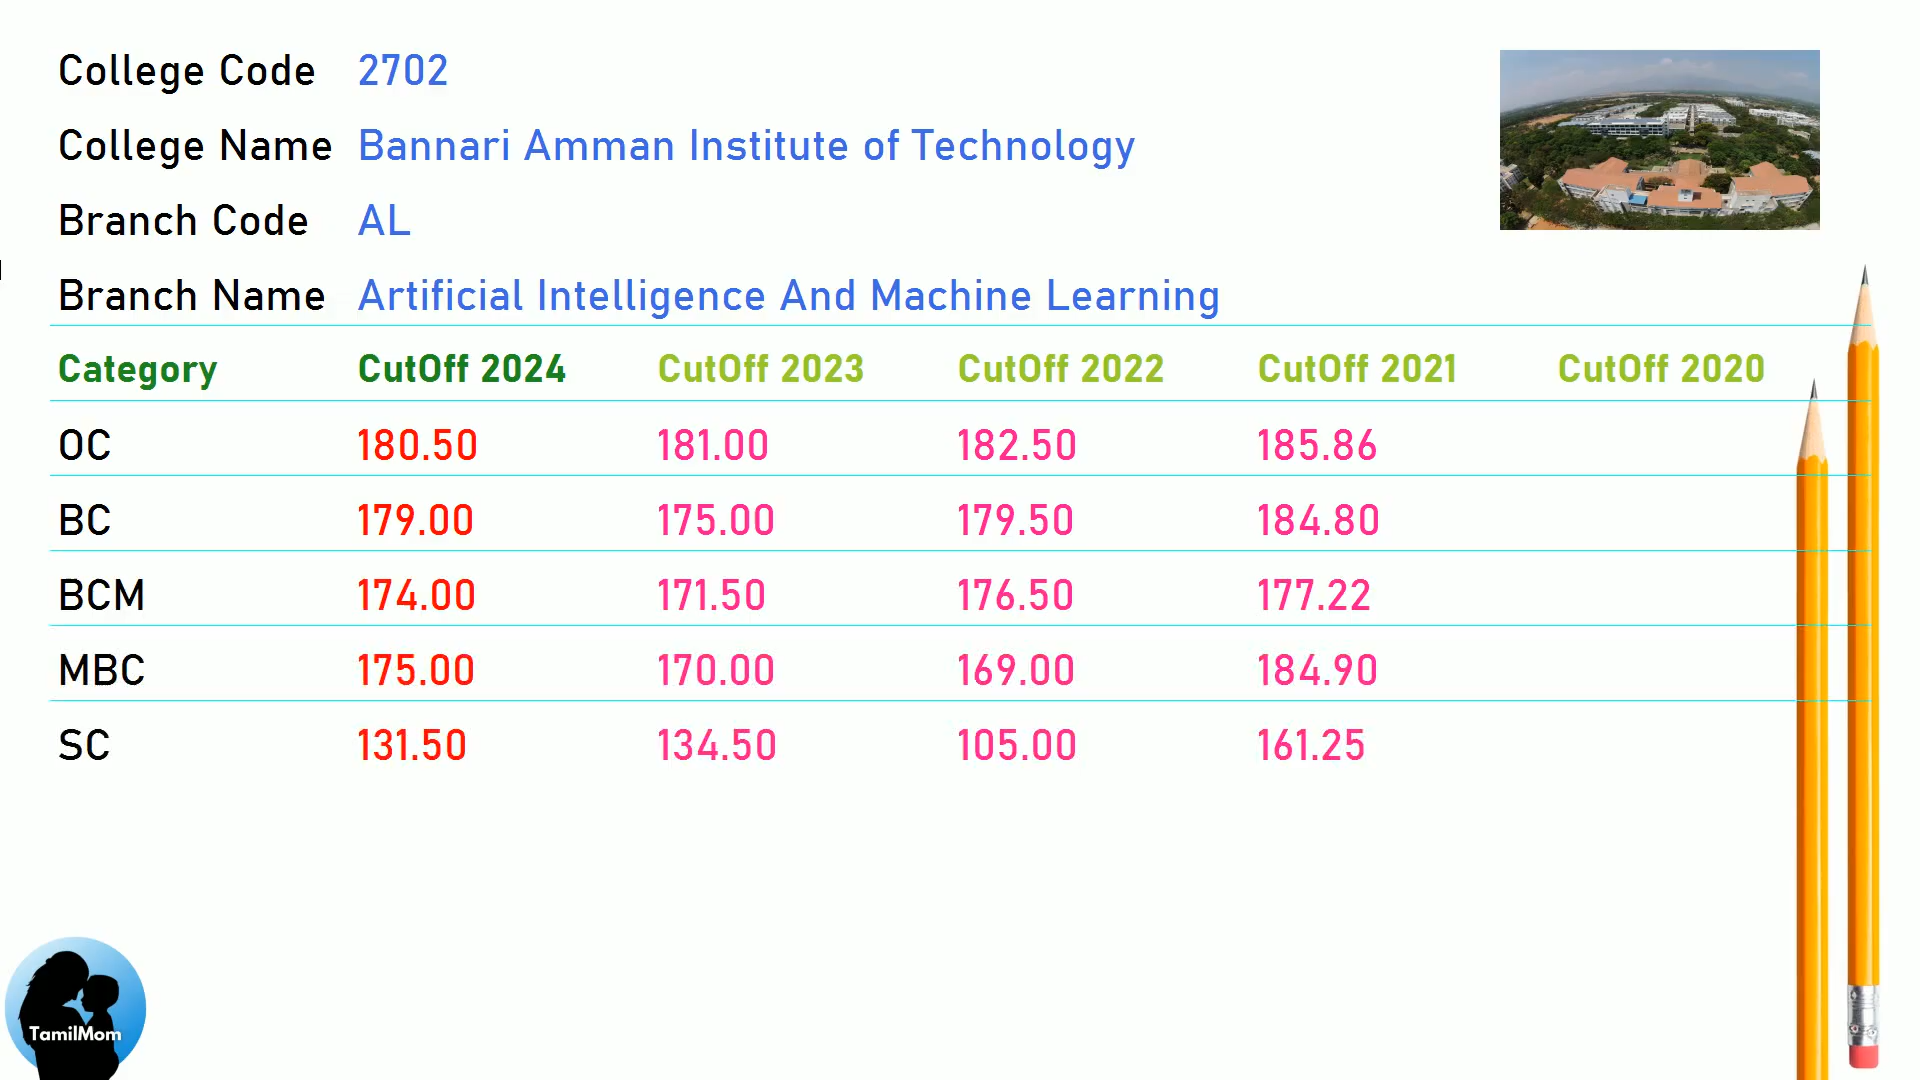 College Code 2702
College Name Bannari Amman Institute of Technology
Branch Code AL
Branch Name Artificial Intelligence And Machine Learning
Category CutOff 2024 CutOff 2023 CutOff 2022 CutOff 2021 CutOff 2020
OC 180.50 181.00 182.50 185.86
BC 179.00 175.00 179.50 184.80
BCM 174.00 171.50 176.50 177.22
MBC 175.00 170.00 169.00 184.90
SC 131.50 134.50 105.00 161.25
TamilMom